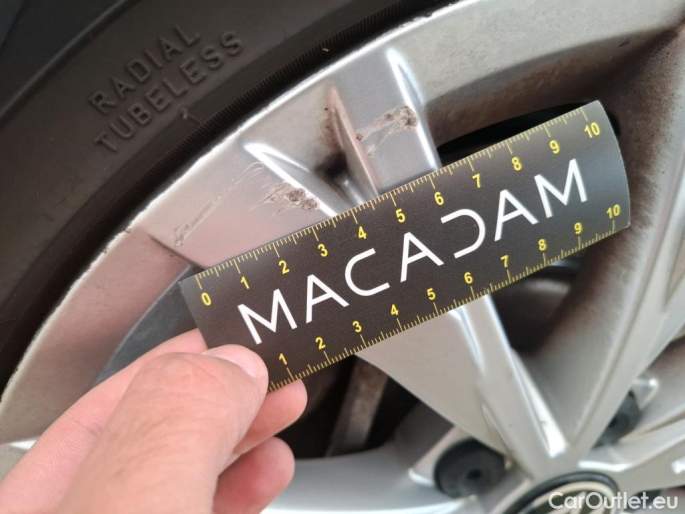 RADIAL
TUBELESS
0 1 2 3 4 5 6 7 8 9 10
MACADAM
1 2 3 4 5 6 7 8 9 10
CarOutlet.eu